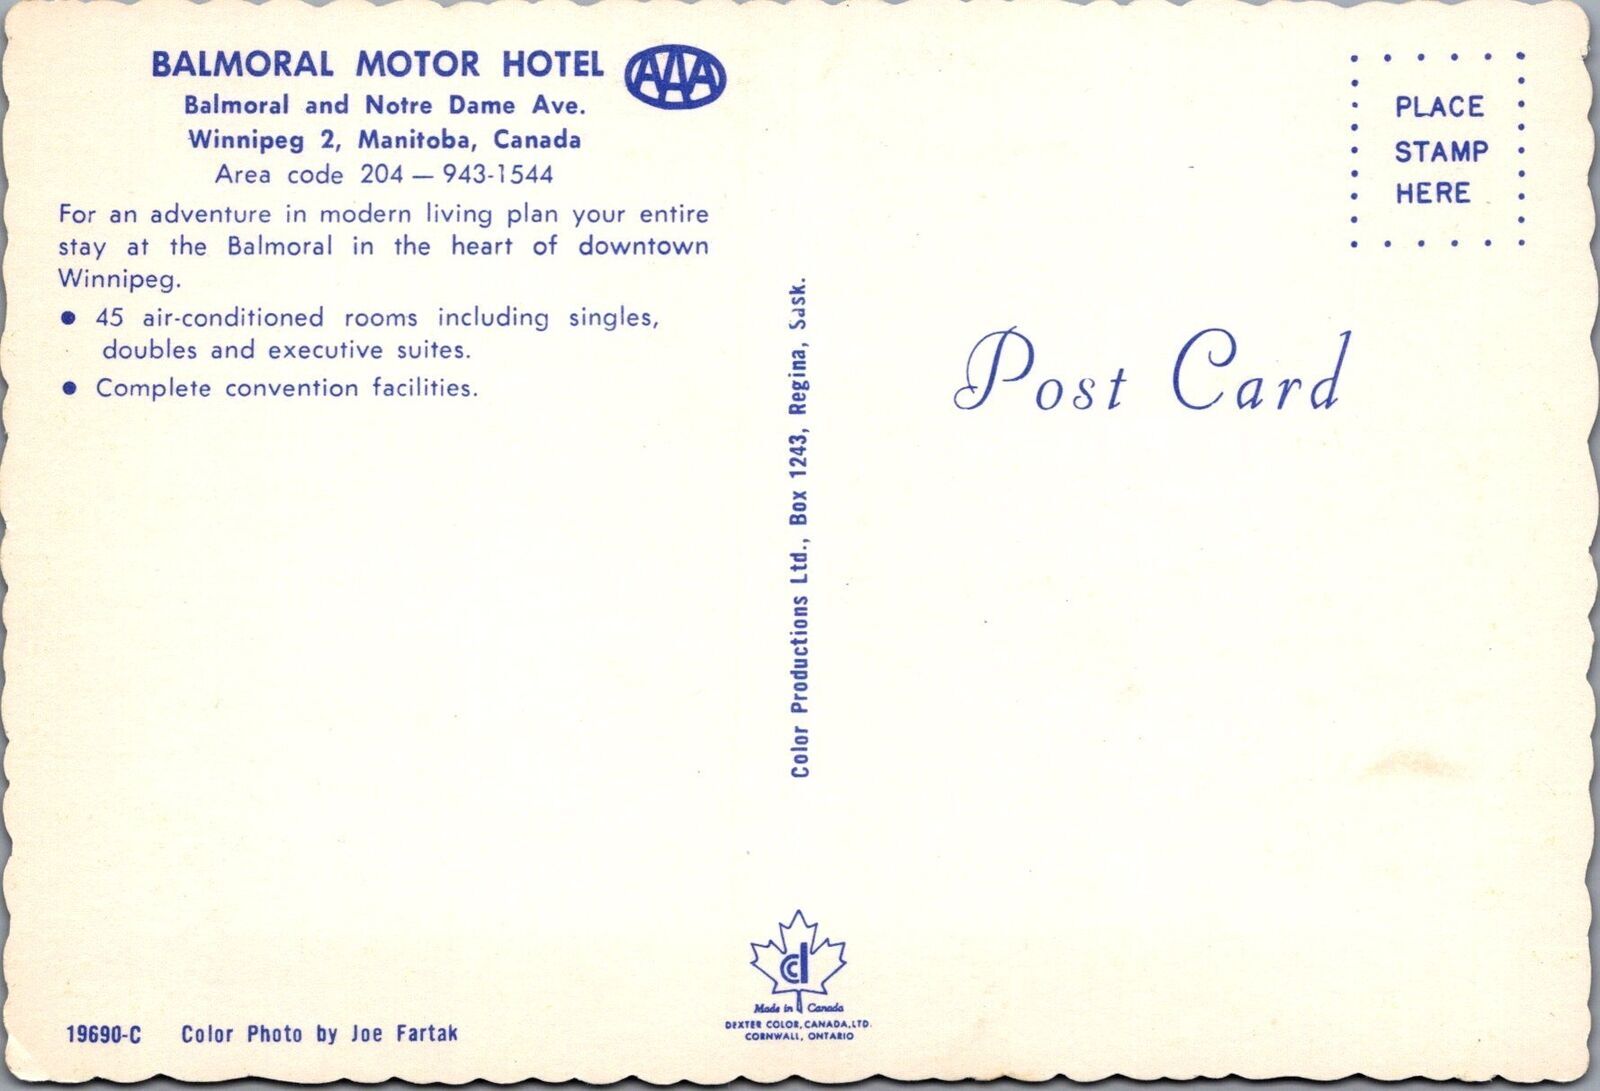 BALMORAL MOTOR HOTEL
AAA
Balmoral and Notre Dame Ave.
Winnipeg 2, Manitoba, Canada
Area code 204 — 943-1544
For an adventure in modern living plan your entire
stay at the Balmoral in the heart of downtown
Winnipeg.
● 45 air-conditioned rooms including singles,
doubles and executive suites.
● Complete convention facilities.
19690-C Color Photo by Joe Fartak
Color Productions Ltd., Box 1243, Regina, Sask.
cd
Made in Canada
DEXTER COLOR, CANADA, LTD.
CORNWALL, ONTARIO
PLACE
STAMP
HERE
Post Card